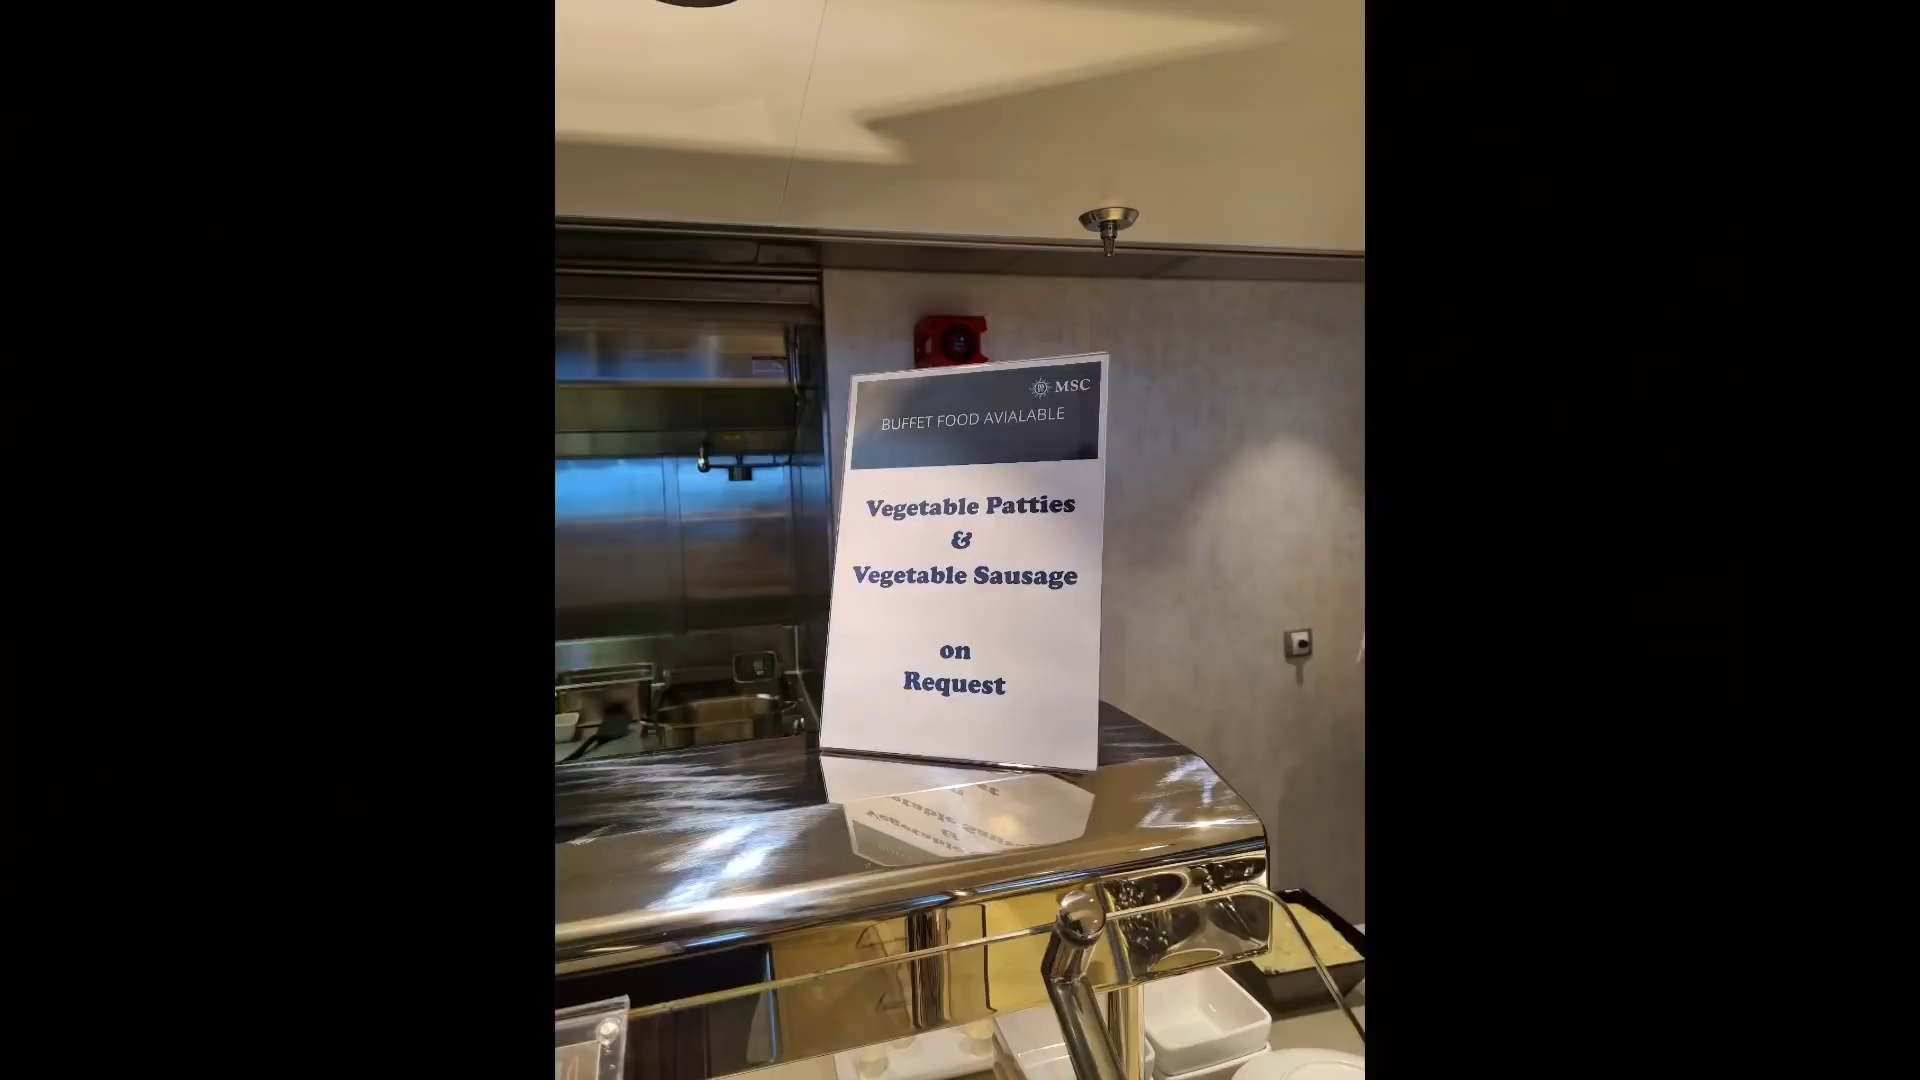 MSC
BUFFET FOOD AVIALABLE
Vegetable Patties
&
Vegetable Sausage
on
Request